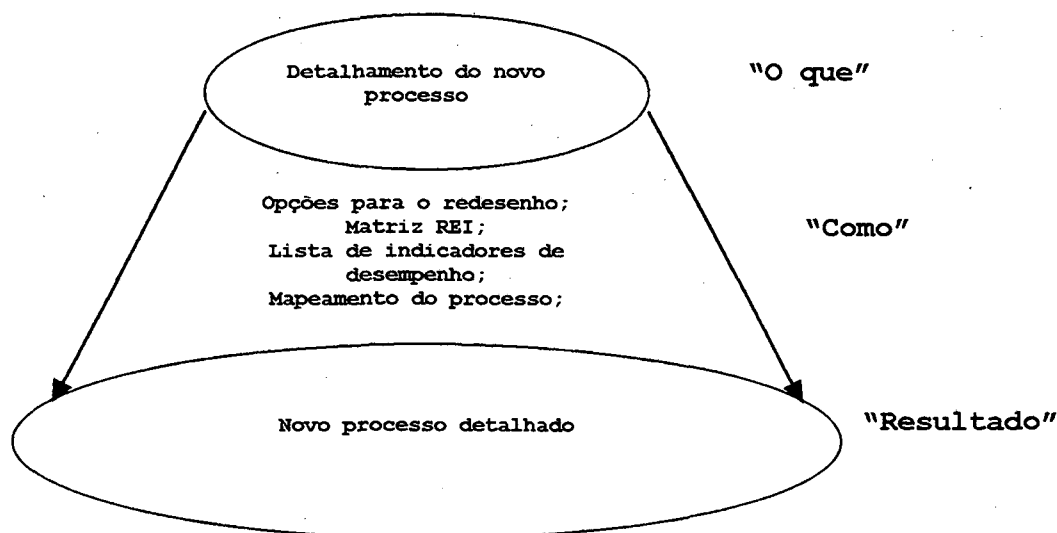 Detalhamento do novo
processo
"O que"
Opções para o redesenho;
Matriz REI;
Lista de indicadores de
desempenho;
Mapeamento do processo;
"Como"
Novo processo detalhado
"Resultado"